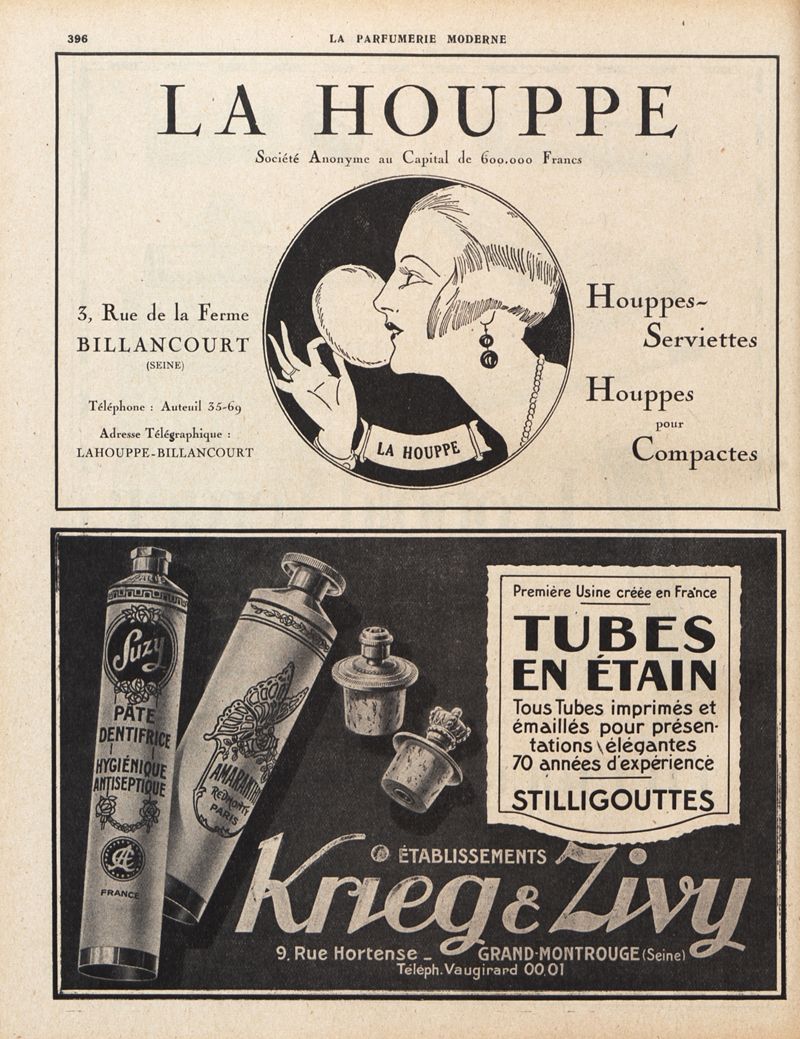 396
LA PARFUMERIE MODERNE
LA HOUPPE
Société Anonyme au Capital de 600.000 Francs
3, Rue de la Ferme
BILLANCOURT
(SEINE)
Téléphone : Auteuil 35-69
Adresse Télégraphique :
LAHOUPPE-BILLANCOURT
LA HOUPPE
Houppes-
Serviettes
Houppes
pour
Compactes
Suzy
PÂTE
DENTIFRICE
HYGIÉNIQUE
ANTISEPTIQUE
FRANCE
PARIS
Première Usine créée en France
TUBES
EN ÉTAIN
Tous Tubes imprimés et
émaillés pour présen-
tations élégantes
70 années d'expérience
STILLIGOUTTES
ÉTABLISSEMENTS
Krieg & Zivy
9, Rue Hortense _ GRAND-MONTROUGE (Seine)
Téléph. Vaugirard 00,01